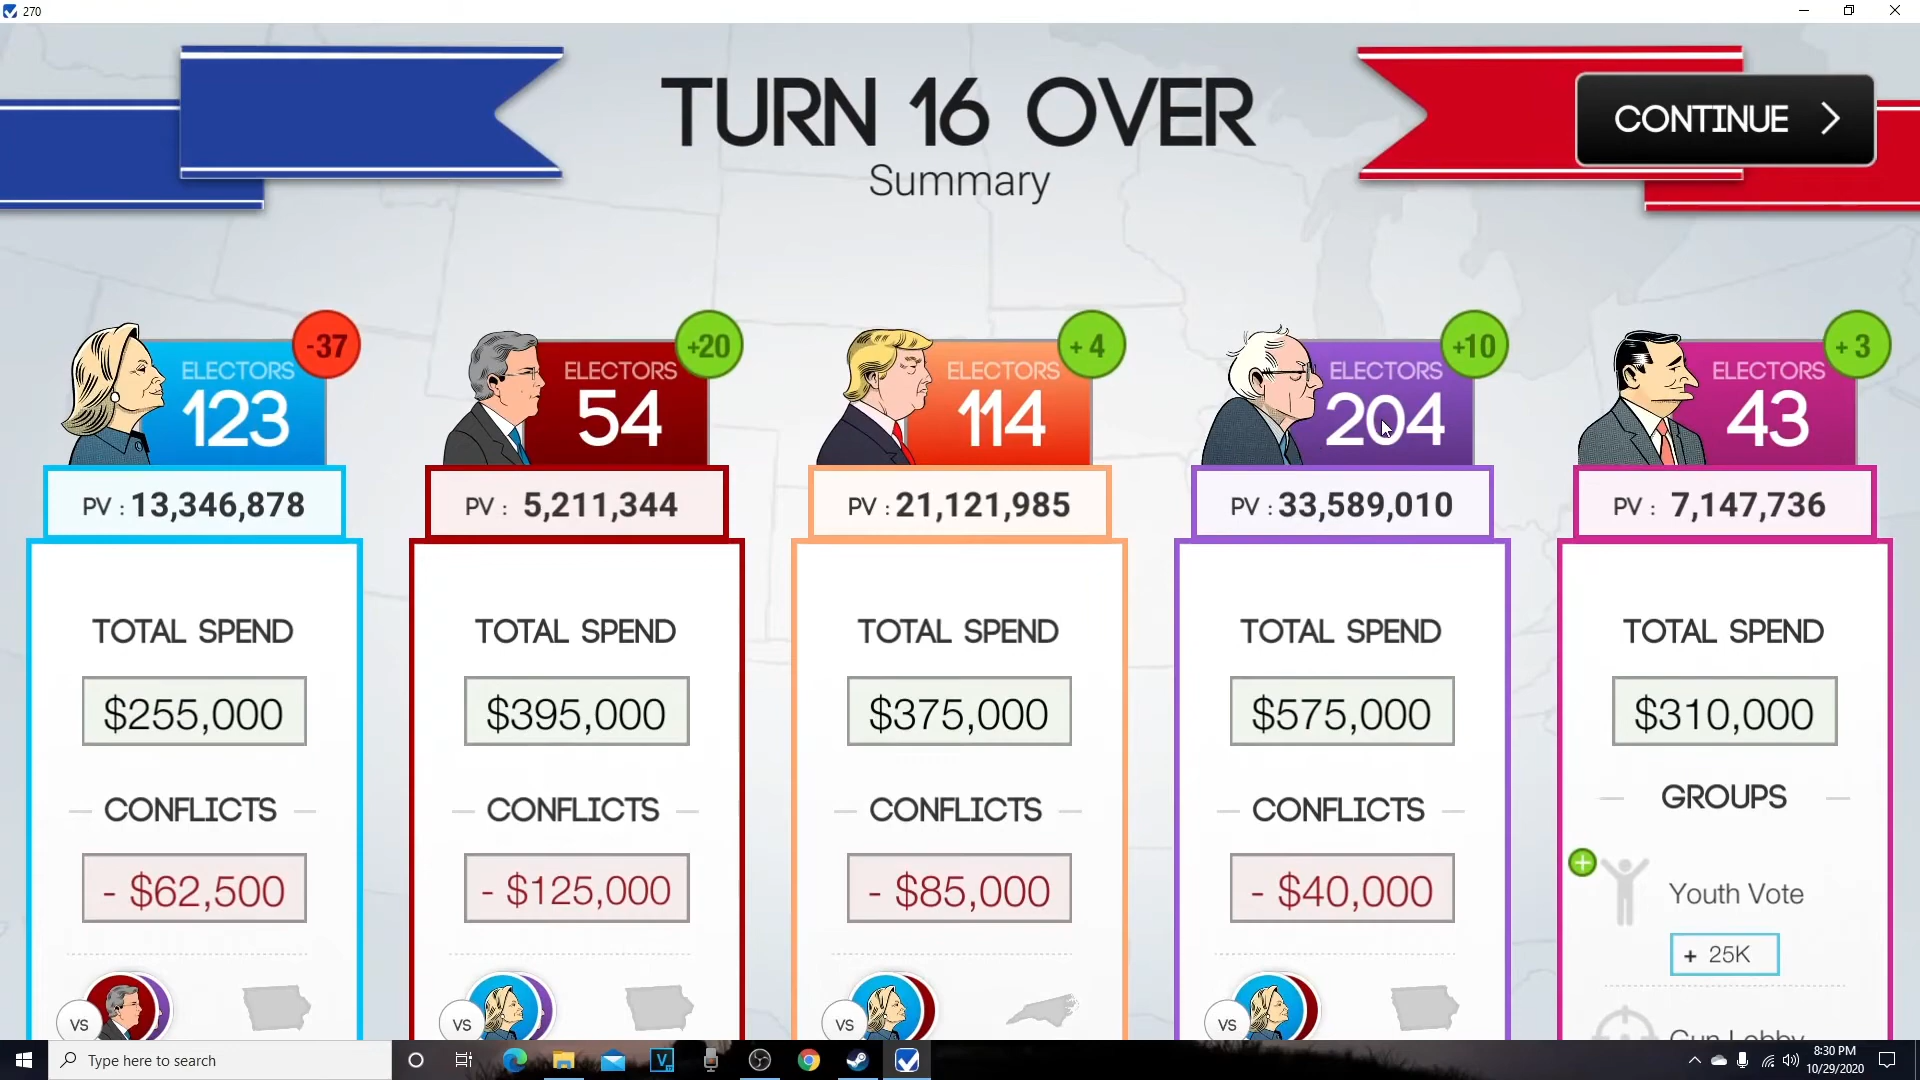 270
TURN 16 OVER
Summary
CONTINUE
ELECTORS
123
-37
PV : 13,346,878
TOTAL SPEND
$255,000
CONFLICTS
- $62,500
VS
ELECTORS
54
+20
PV : 5,211,344
TOTAL SPEND
$395,000
CONFLICTS
- $125,000
VS
ELECTORS
114
+ 4
PV : 21,121,985
TOTAL SPEND
$375,000
CONFLICTS
- $85,000
VS
ELECTORS
204
+10
PV : 33,589,010
TOTAL SPEND
$575,000
CONFLICTS
- $40,000
VS
ELECTORS
43
+ 3
PV : 7,147,736
TOTAL SPEND
$310,000
GROUPS
Youth Vote
+ 25K
Gun Lobby
Type here to search
V
8:30 PM
10/29/2020